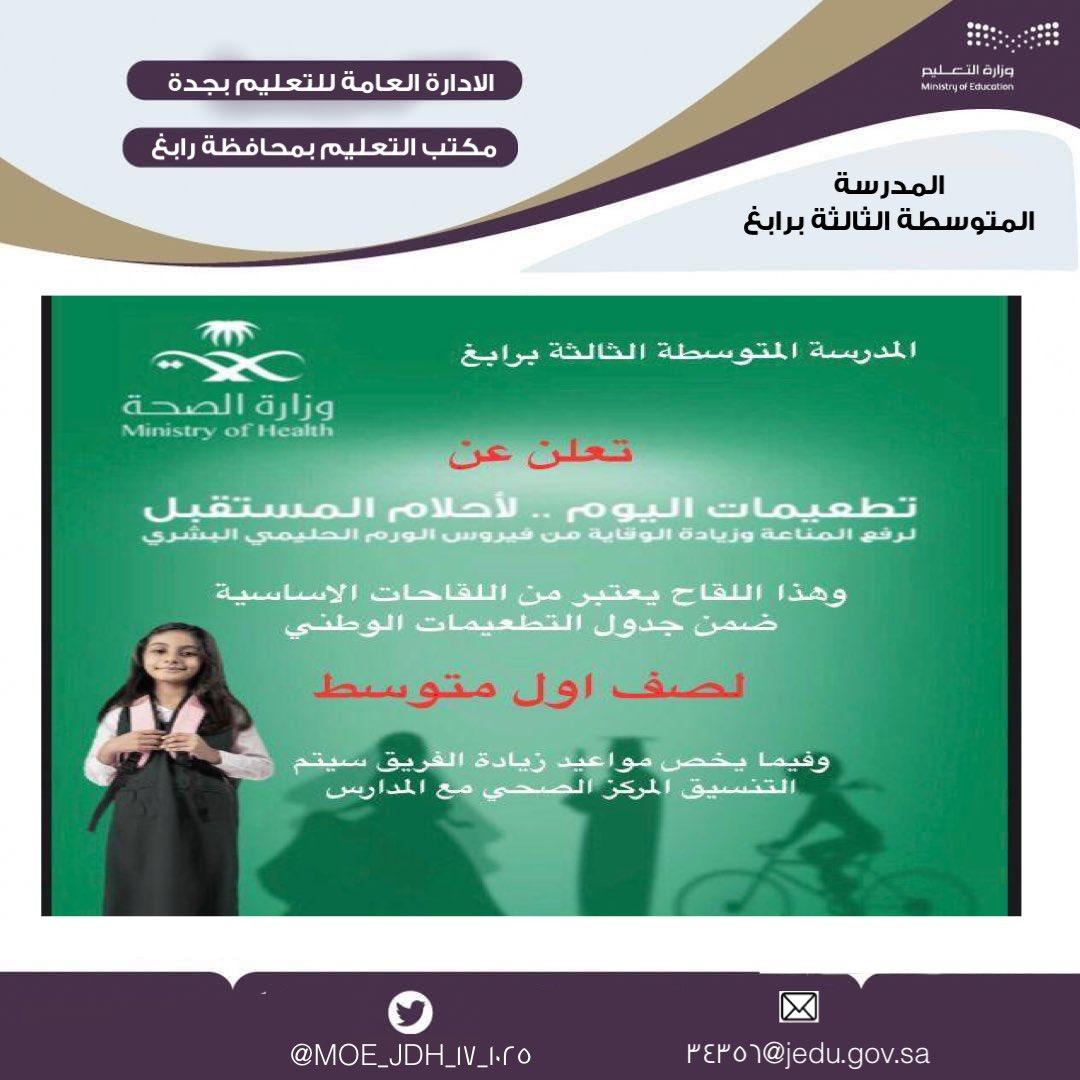 وزارة التعليم
Ministry of Education
الادارة العامة للتعليم بجدة
مكتب التعليم بمحافظة رابغ
المدرسة
المتوسطة الثالثة برابغ
المدرسة المتوسطة الثالثة برابغ
وزارة الصحة
Ministry of Health
تعلن عن
تطعيمات اليوم .. لأحلام المستقبل
لرفع المناعة وزيادة الوقاية من فيروس الورم الحليمي البشري
وهذا اللقاح يعتبر من اللقاحات الاساسية
ضمن جدول التطعيمات الوطني
لصف اول متوسط
وفيما يخص مواعيد زيادة الفريق سيتم
التنسيق المركز الصحي مع المدارس
@MOE_JDH_١٧_١٠٢٥
٣٤٣٥٦@jedu.gov.sa